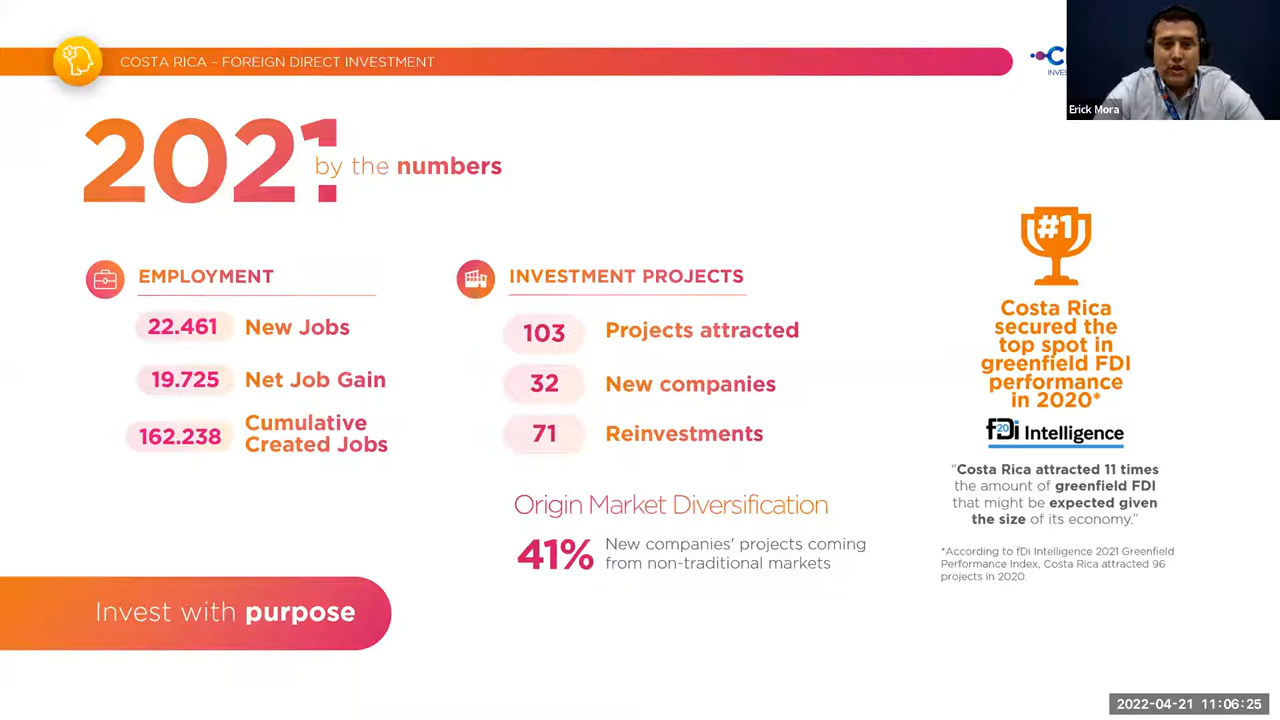 COSTA RICA – FOREIGN DIRECT INVESTMENT
Erick Mora
2021
by the numbers
EMPLOYMENT
22.461 New Jobs
19.725 Net Job Gain
162.238 Cumulative
Created Jobs
INVESTMENT PROJECTS
103 Projects attracted
32 New companies
71 Reinvestments
Origin Market Diversification
41% New companies' projects coming
from non-traditional markets
#1
Costa Rica
secured the
top spot in
greenfield FDI
performance
in 2020*
fDi 20 Intelligence
“Costa Rica attracted 11 times
the amount of greenfield FDI
that might be expected given
the size of its economy.”
*According to fDi Intelligence 2021 Greenfield
Performance Index, Costa Rica attracted 96
projects in 2020.
Invest with purpose
2022-04-21 11:06:25